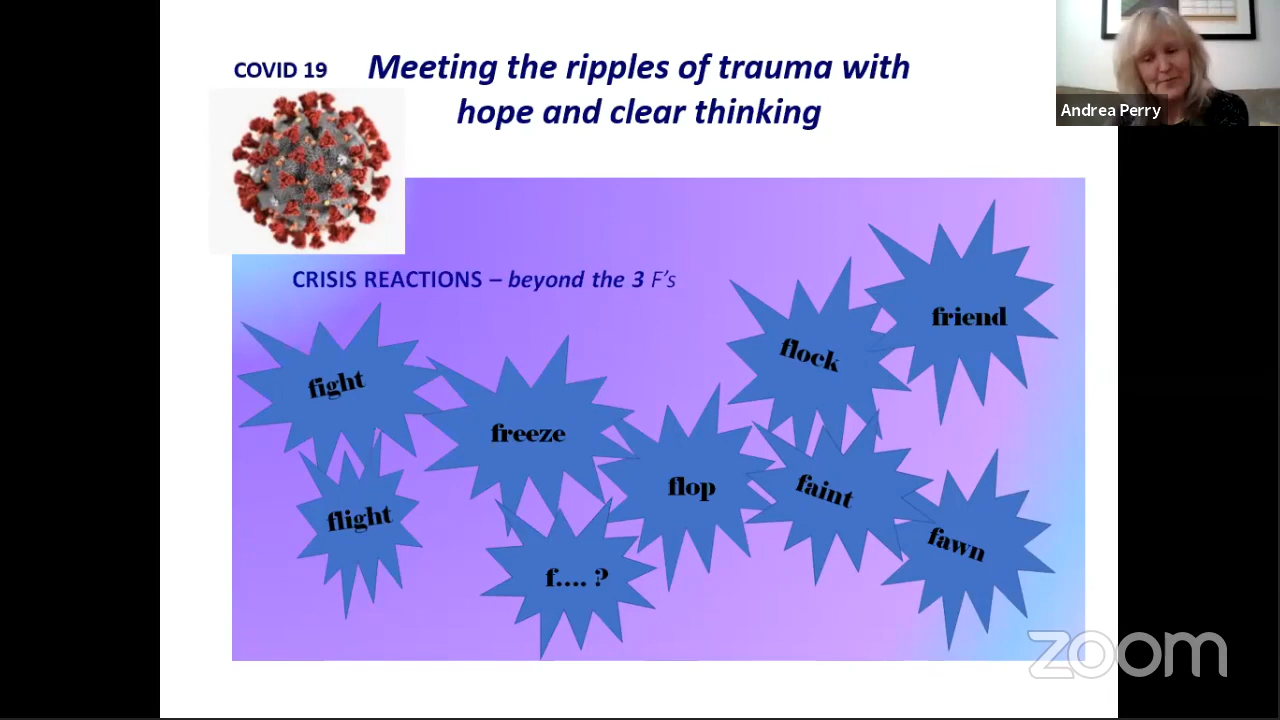 COVID 19
Meeting the ripples of trauma with
hope and clear thinking
Andrea Perry
CRISIS REACTIONS – beyond the 3 F's
fight
freeze
flop
flock
friend
flight
f.... ?
faint
fawn
zoom